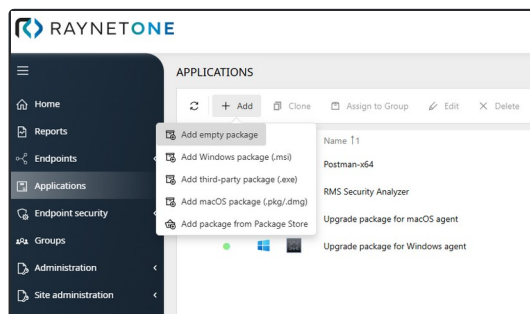 RAYNETONE
APPLICATIONS
Home
Reports
Endpoints
Applications
Endpoint security
Groups
Administration
Site administration
+ Add
Clone
Assign to Group
Edit
Delete
Add empty package
Add Windows package (.msi)
Add third-party package (.exe)
Add macOS package (.pkg/.dmg)
Add package from Package Store
Name ↑1
Postman-x64
RMS Security Analyzer
Upgrade package for macOS agent
Upgrade package for Windows agent